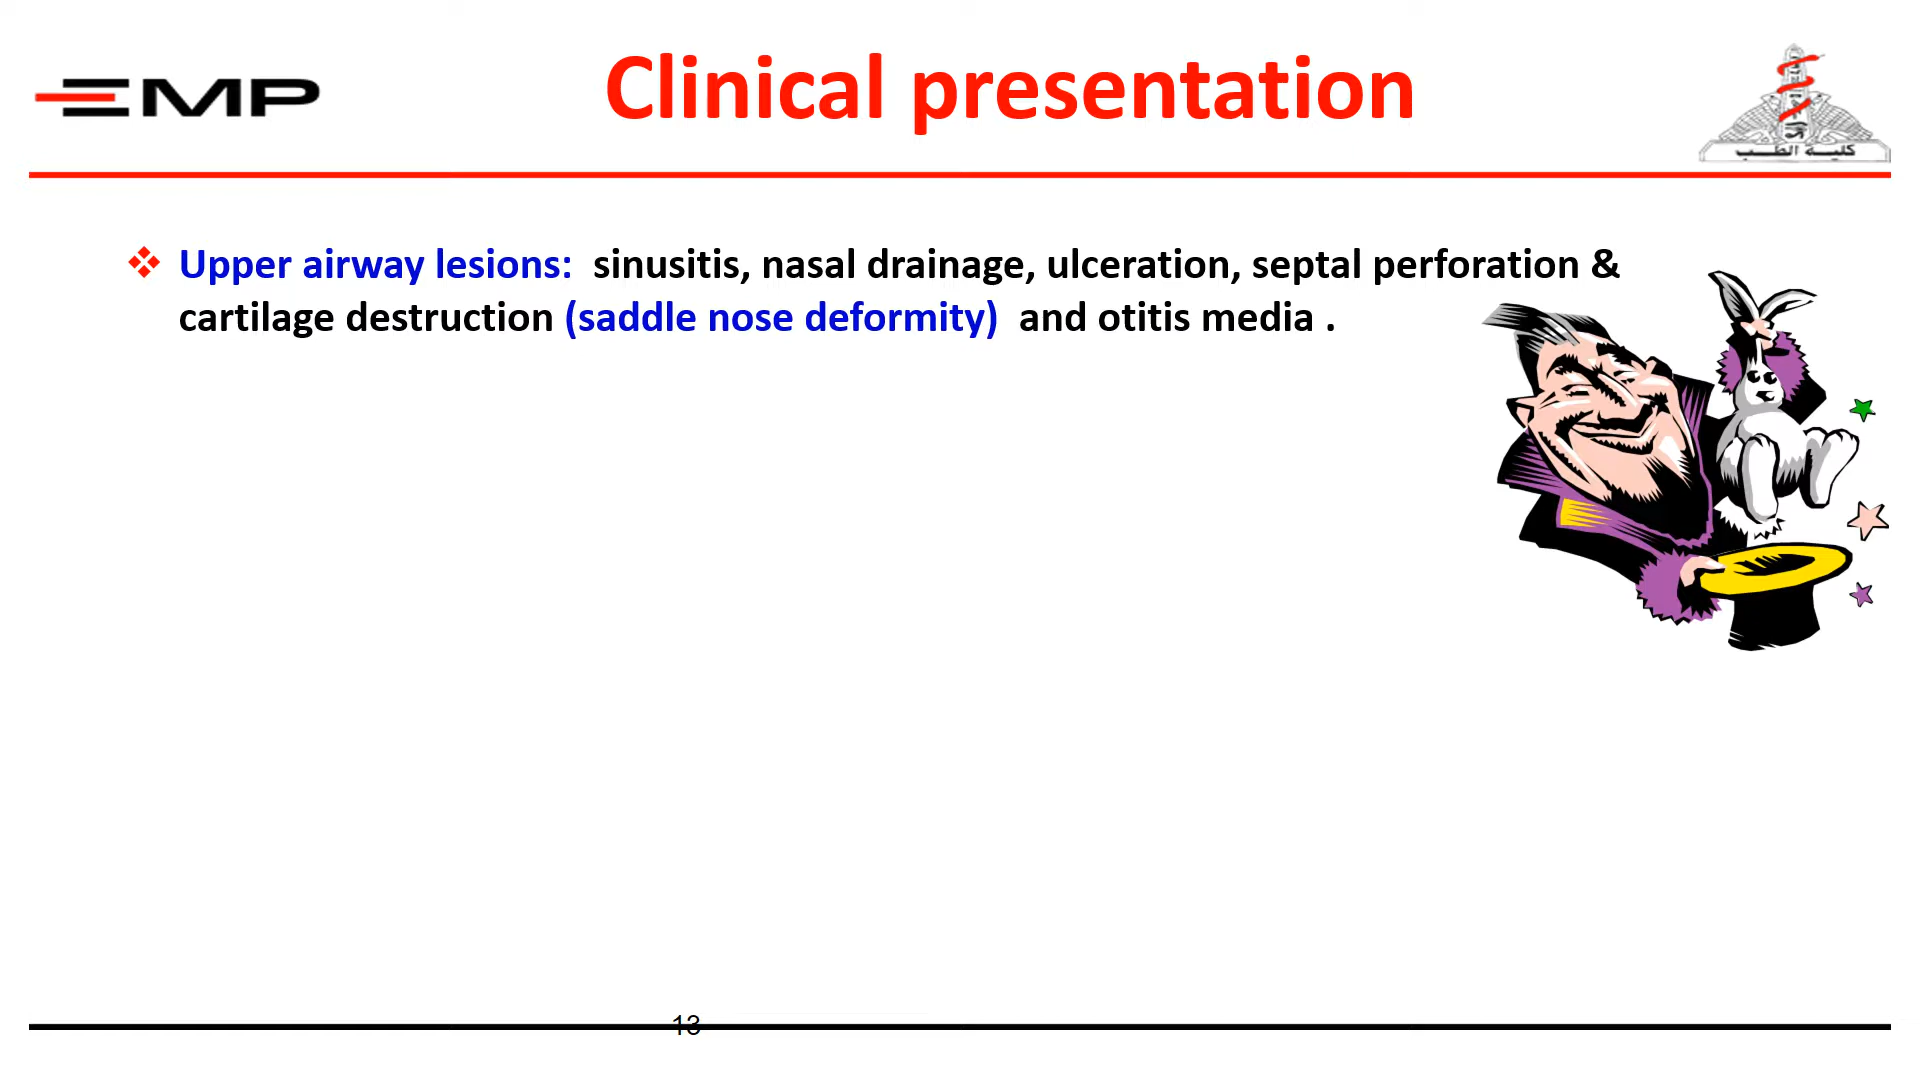 EMP
Clinical presentation
كلية الطب
❖ Upper airway lesions: sinusitis, nasal drainage, ulceration, septal perforation &
cartilage destruction (saddle nose deformity) and otitis media .
13